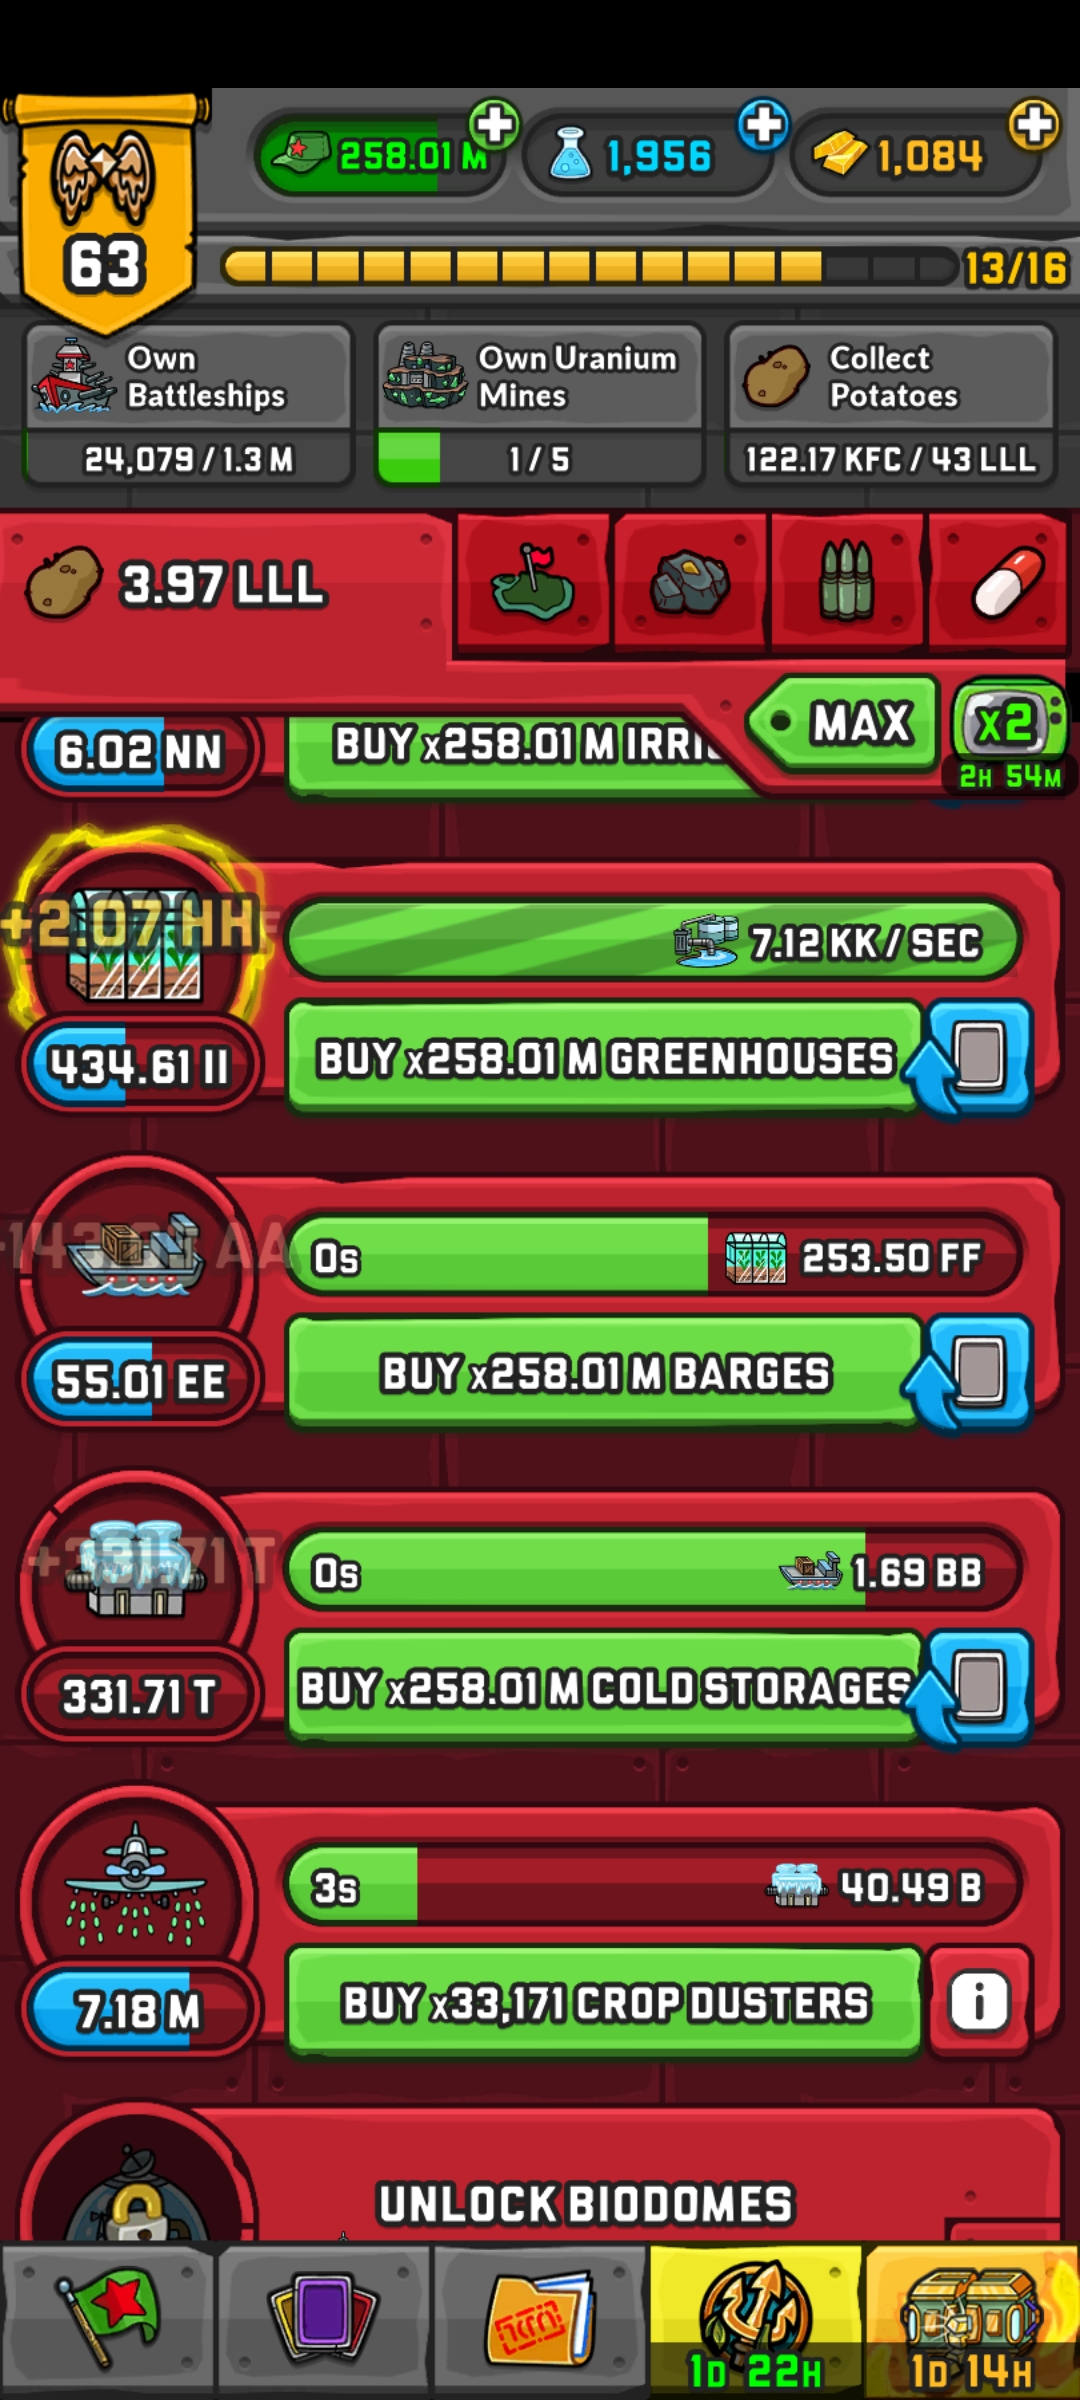 258.01 M
1,956
1,084
63
13/16
Own
Battleships
24,079 / 1.3 M
Own Uranium
Mines
1 / 5
Collect
Potatoes
122.17 KFC / 43 LLL
3.97 LLL
MAX
x2
2H 54M
6.02 NN
BUY x258.01 M
+2.07 HH
7.12 KK / SEC
434.61 II
BUY x258.01 M GREENHOUSES
0s
253.50 FF
55.01 EE
BUY x258.01 M BARGES
+331.71 T
0s
1.69 BB
331.71 T
BUY x258.01 M COLD STORAGES
3s
40.49 B
7.18 M
BUY x33,171 CROP DUSTERS
i
UNLOCK BIODOMES
1D 22H
1D 14H